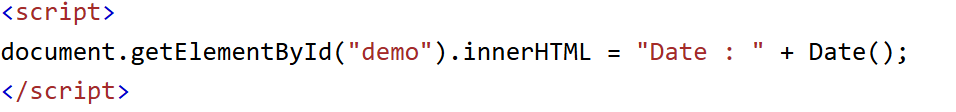 <script>
document.getElementById("demo").innerHTML = "Date : " + Date();
</script>